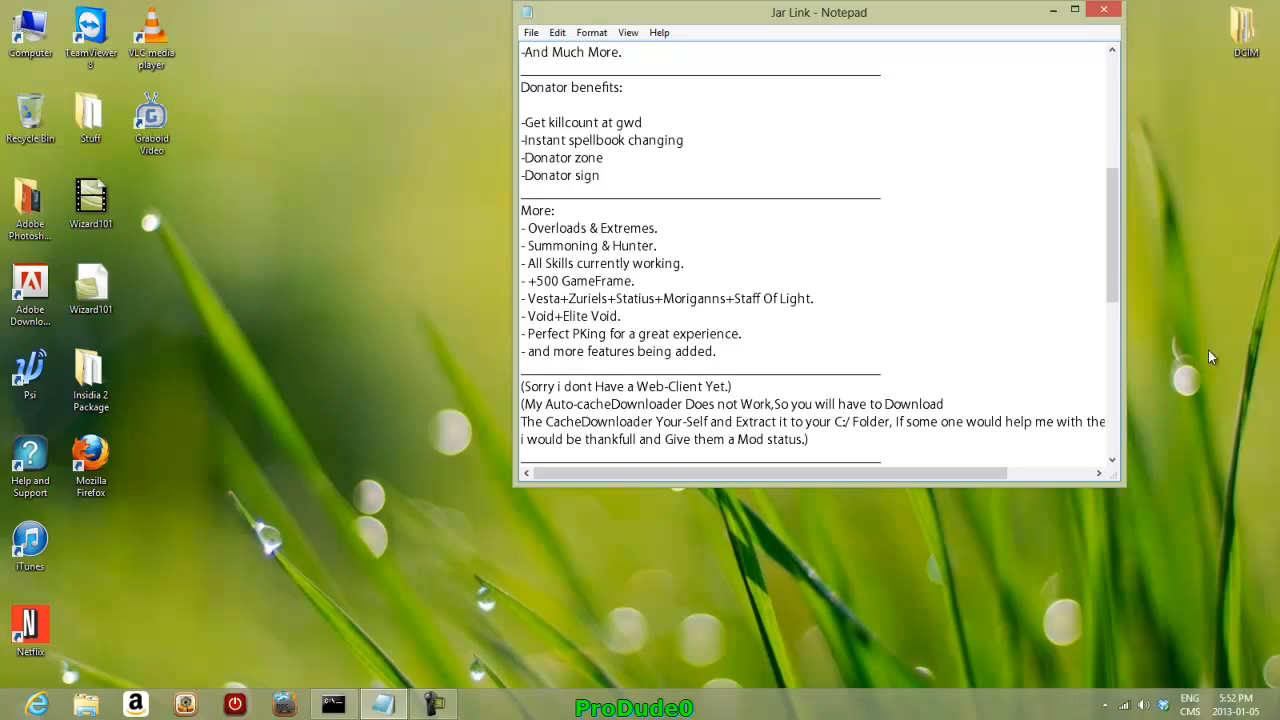 Computer
TeamViewer 8
VLC media player
Recycle Bin
Stuff
Graboid Video
Adobe Photosh...
Wizard101
Adobe Downlo...
Wizard101
Psi
Insidia 2 Package
Help and Support
Mozilla Firefox
iTunes
Netflix
DCIM
Jar Link - Notepad
File Edit Format View Help
-And Much More.
Donator benefits:
-Get killcount at gwd
-Instant spellbook changing
-Donator zone
-Donator sign
More:
- Overloads & Extremes.
- Summoning & Hunter.
- All Skills currently working.
- +500 GameFrame.
- Vesta+Zuriels+Statius+Moriganns+Staff Of Light.
- Void+Elite Void.
- Perfect PKing for a great experience.
- and more features being added.
(Sorry i dont Have a Web-Client Yet.)
(My Auto-cacheDownloader Does not Work,So you will have to Download
The CacheDownloader Your-Self and Extract it to your C:/ Folder, If some one would help me with the
i would be thankfull and Give them a Mod status.)
ProDude0
ENG
CMS
5:52 PM
2013-01-05